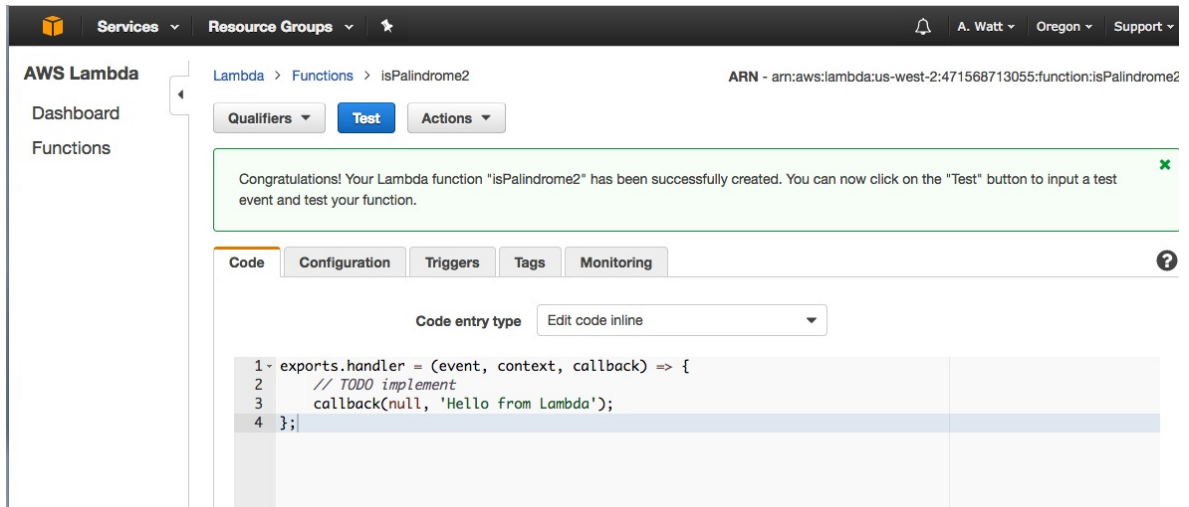 Services Resource Groups A. Watt Oregon Support
AWS Lambda
Dashboard
Functions
Lambda > Functions > isPalindrome2 ARN - arn:aws:lambda:us-west-2:471568713055:function:isPalindrome2
Qualifiers Test Actions
Congratulations! Your Lambda function "isPalindrome2" has been successfully created. You can now click on the "Test" button to input a test
event and test your function.
Code Configuration Triggers Tags Monitoring
Code entry type Edit code inline
1 exports.handler = (event, context, callback) => {
2 // TODO implement
3 callback(null, 'Hello from Lambda');
4 };